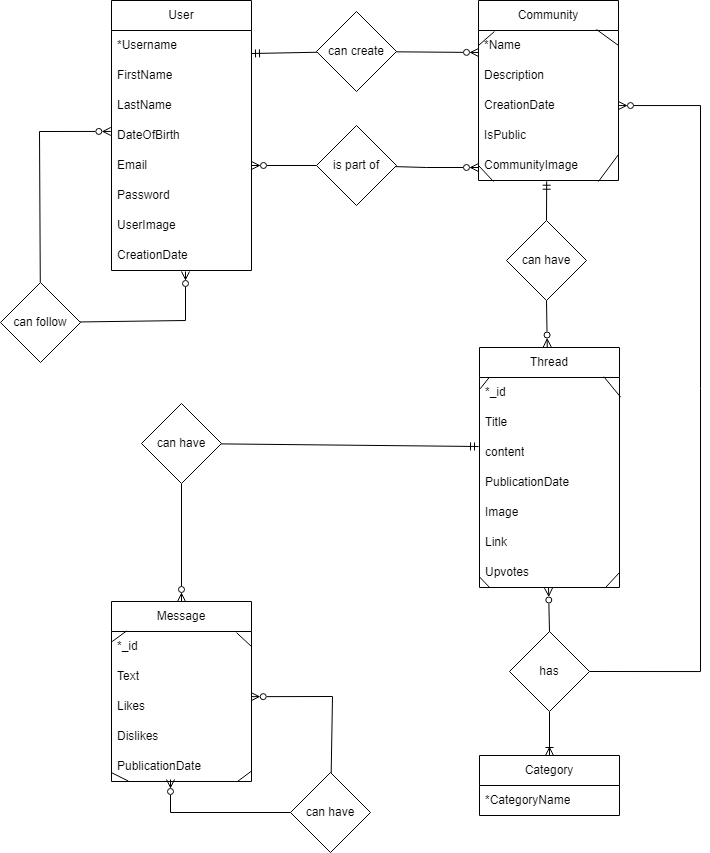 User
*Username
FirstName
LastName
DateOfBirth
Email
Password
UserImage
CreationDate
can create
is part of
Community
*Name
Description
CreationDate
IsPublic
CommunityImage
can follow
can have
Thread
*_id
Title
content
PublicationDate
Image
Link
Upvotes
can have
Message
*_id
Text
Likes
Dislikes
PublicationDate
can have
has
Category
*CategoryName